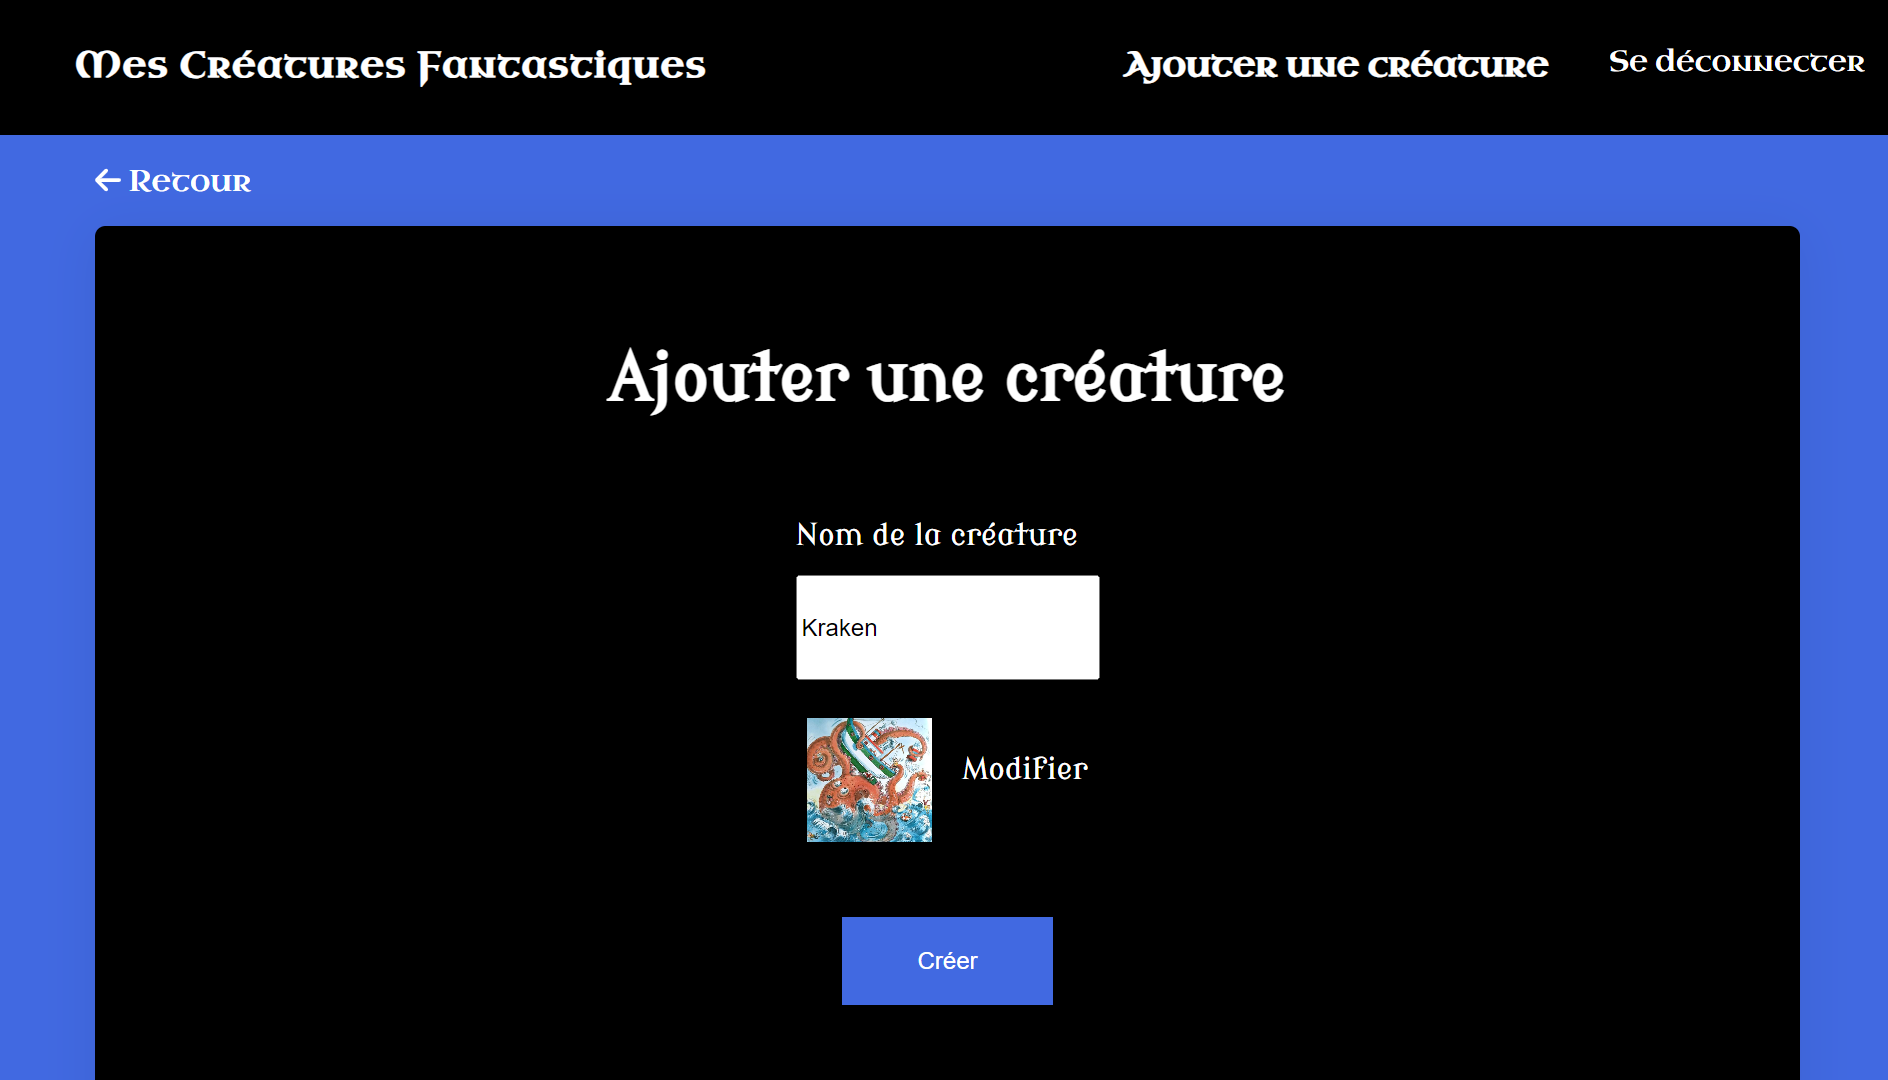 Mes Créatures Fantastiques
Ajouter une créature
Se déconnecter
Retour
Ajouter une créature
Nom de la créature
Kraken
Modifier
Créer